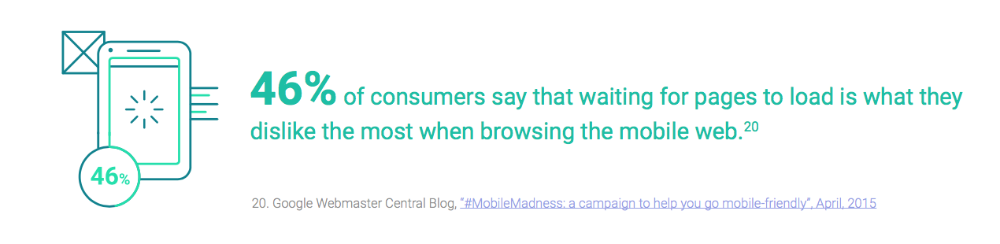 46% of consumers say that waiting for pages to load is what they
dislike the most when browsing the mobile web.20
46%
20. Google Webmaster Central Blog, “#MobileMadness: a campaign to help you go mobile-friendly”, April, 2015